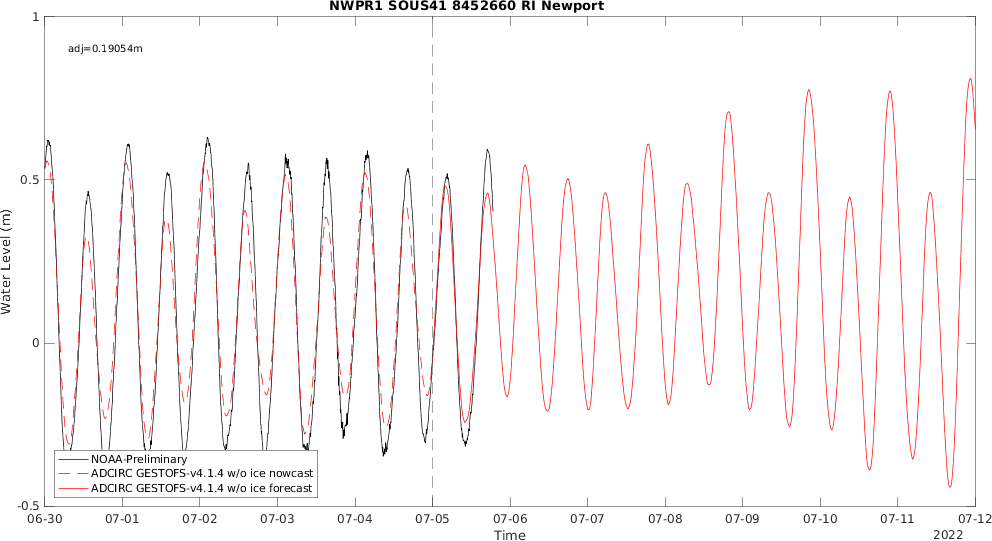 NWPR1 SOUS41 8452660 RI Newport
1
adj=0.19054m
0.5
Water Level (m)
0
NOAA-Preliminary
ADCIRC GESTOFS-v4.1.4 w/o ice nowcast
ADCIRC GESTOFS-v4.1.4 w/o ice forecast
-0.5
06-30 07-01 07-02 07-03 07-04 07-05 07-06 07-07 07-08 07-09 07-10 07-11 07-12
Time
2022